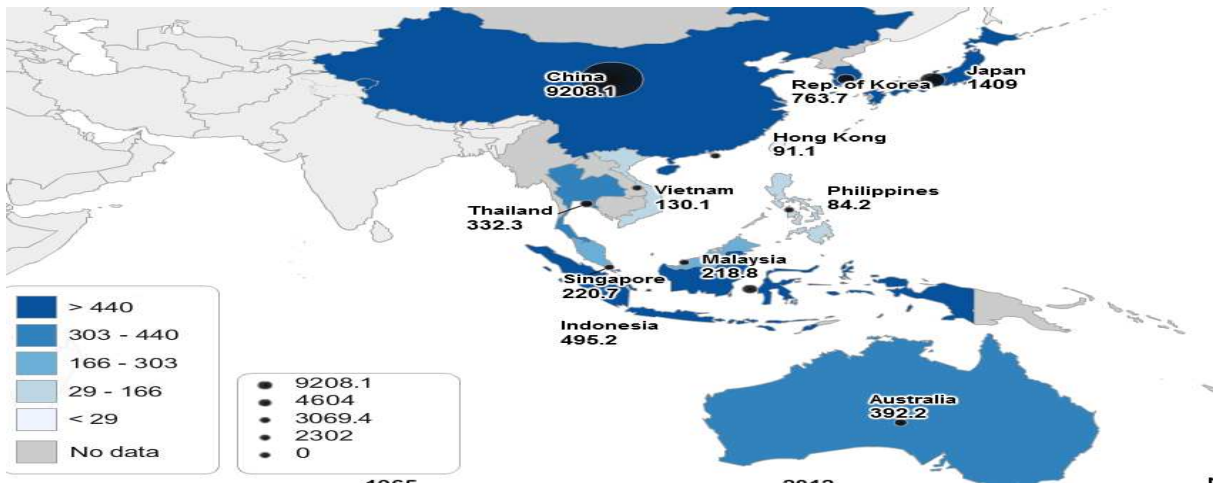 China
9208.1
Rep. of Korea
763.7
Japan
1409
Hong Kong
91.1
Vietnam
130.1
Philippines
84.2
Thailand
332.3
Malaysia
218.8
Singapore
220.7
Indonesia
495.2
Australia
392.2
> 440
303 - 440
166 - 303
29 - 166
< 29
No data
9208.1
4604
3069.4
2302
0